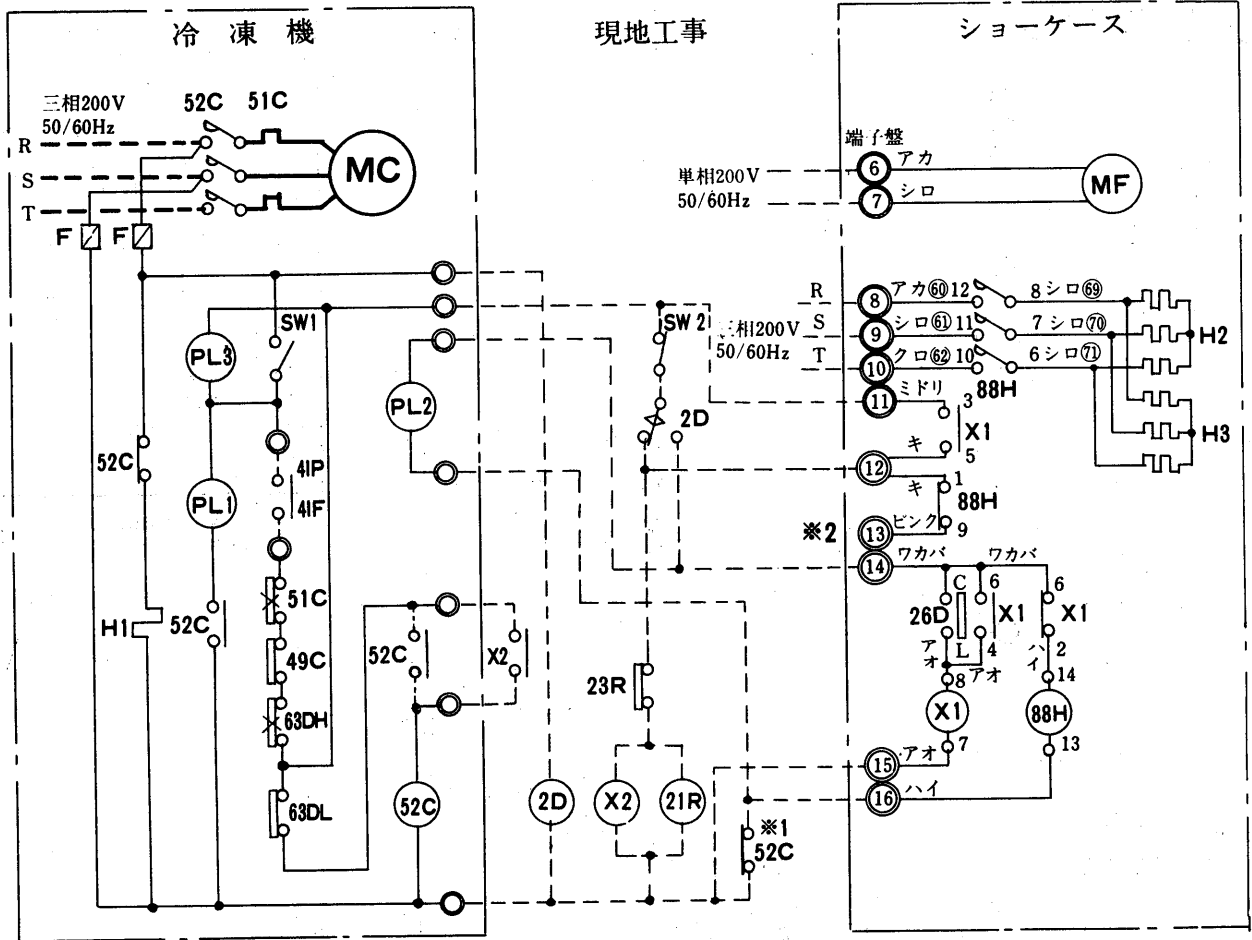 冷凍機
現地工事
ショーケース
三相200V
50/60Hz
52C
51C
R
S
T
MC
F
F
端子盤
単相200V
50/60Hz
6
アカ
7
シロ
MF
SW1
PL3
PL2
SW2
2D
三相200V
50/60Hz
R
S
T
8
アカ60 12
8シロ69
9
シロ61 11
7シロ70
10
クロ62 10
6シロ71
88H
H2
H3
11
ミドリ
3
X1
5
キ
12
キ
1
88H
※2
13
ピンク
9
14
ワカバ
ワカバ
52C
41P
41F
PL1
51C
H1
52C
49C
63DH
63DL
52C
X2
52C
23R
2D
X2
21R
※1
52C
C
6
26D
X1
L
4
アオ
アオ
8
X1
7
6
X1
2
ハイ
14
88H
13
15
アオ
16
ハイ